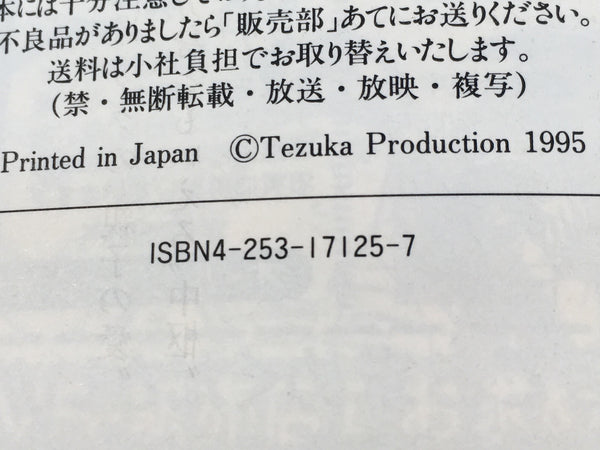 不良品がありましたら「販売部」あてにお送りください。
送料は小社負担でお取り替えいたします。
(禁・無断転載・放送・放映・複写)
Printed in Japan ©Tezuka Production 1995
ISBN4-253-17125-7